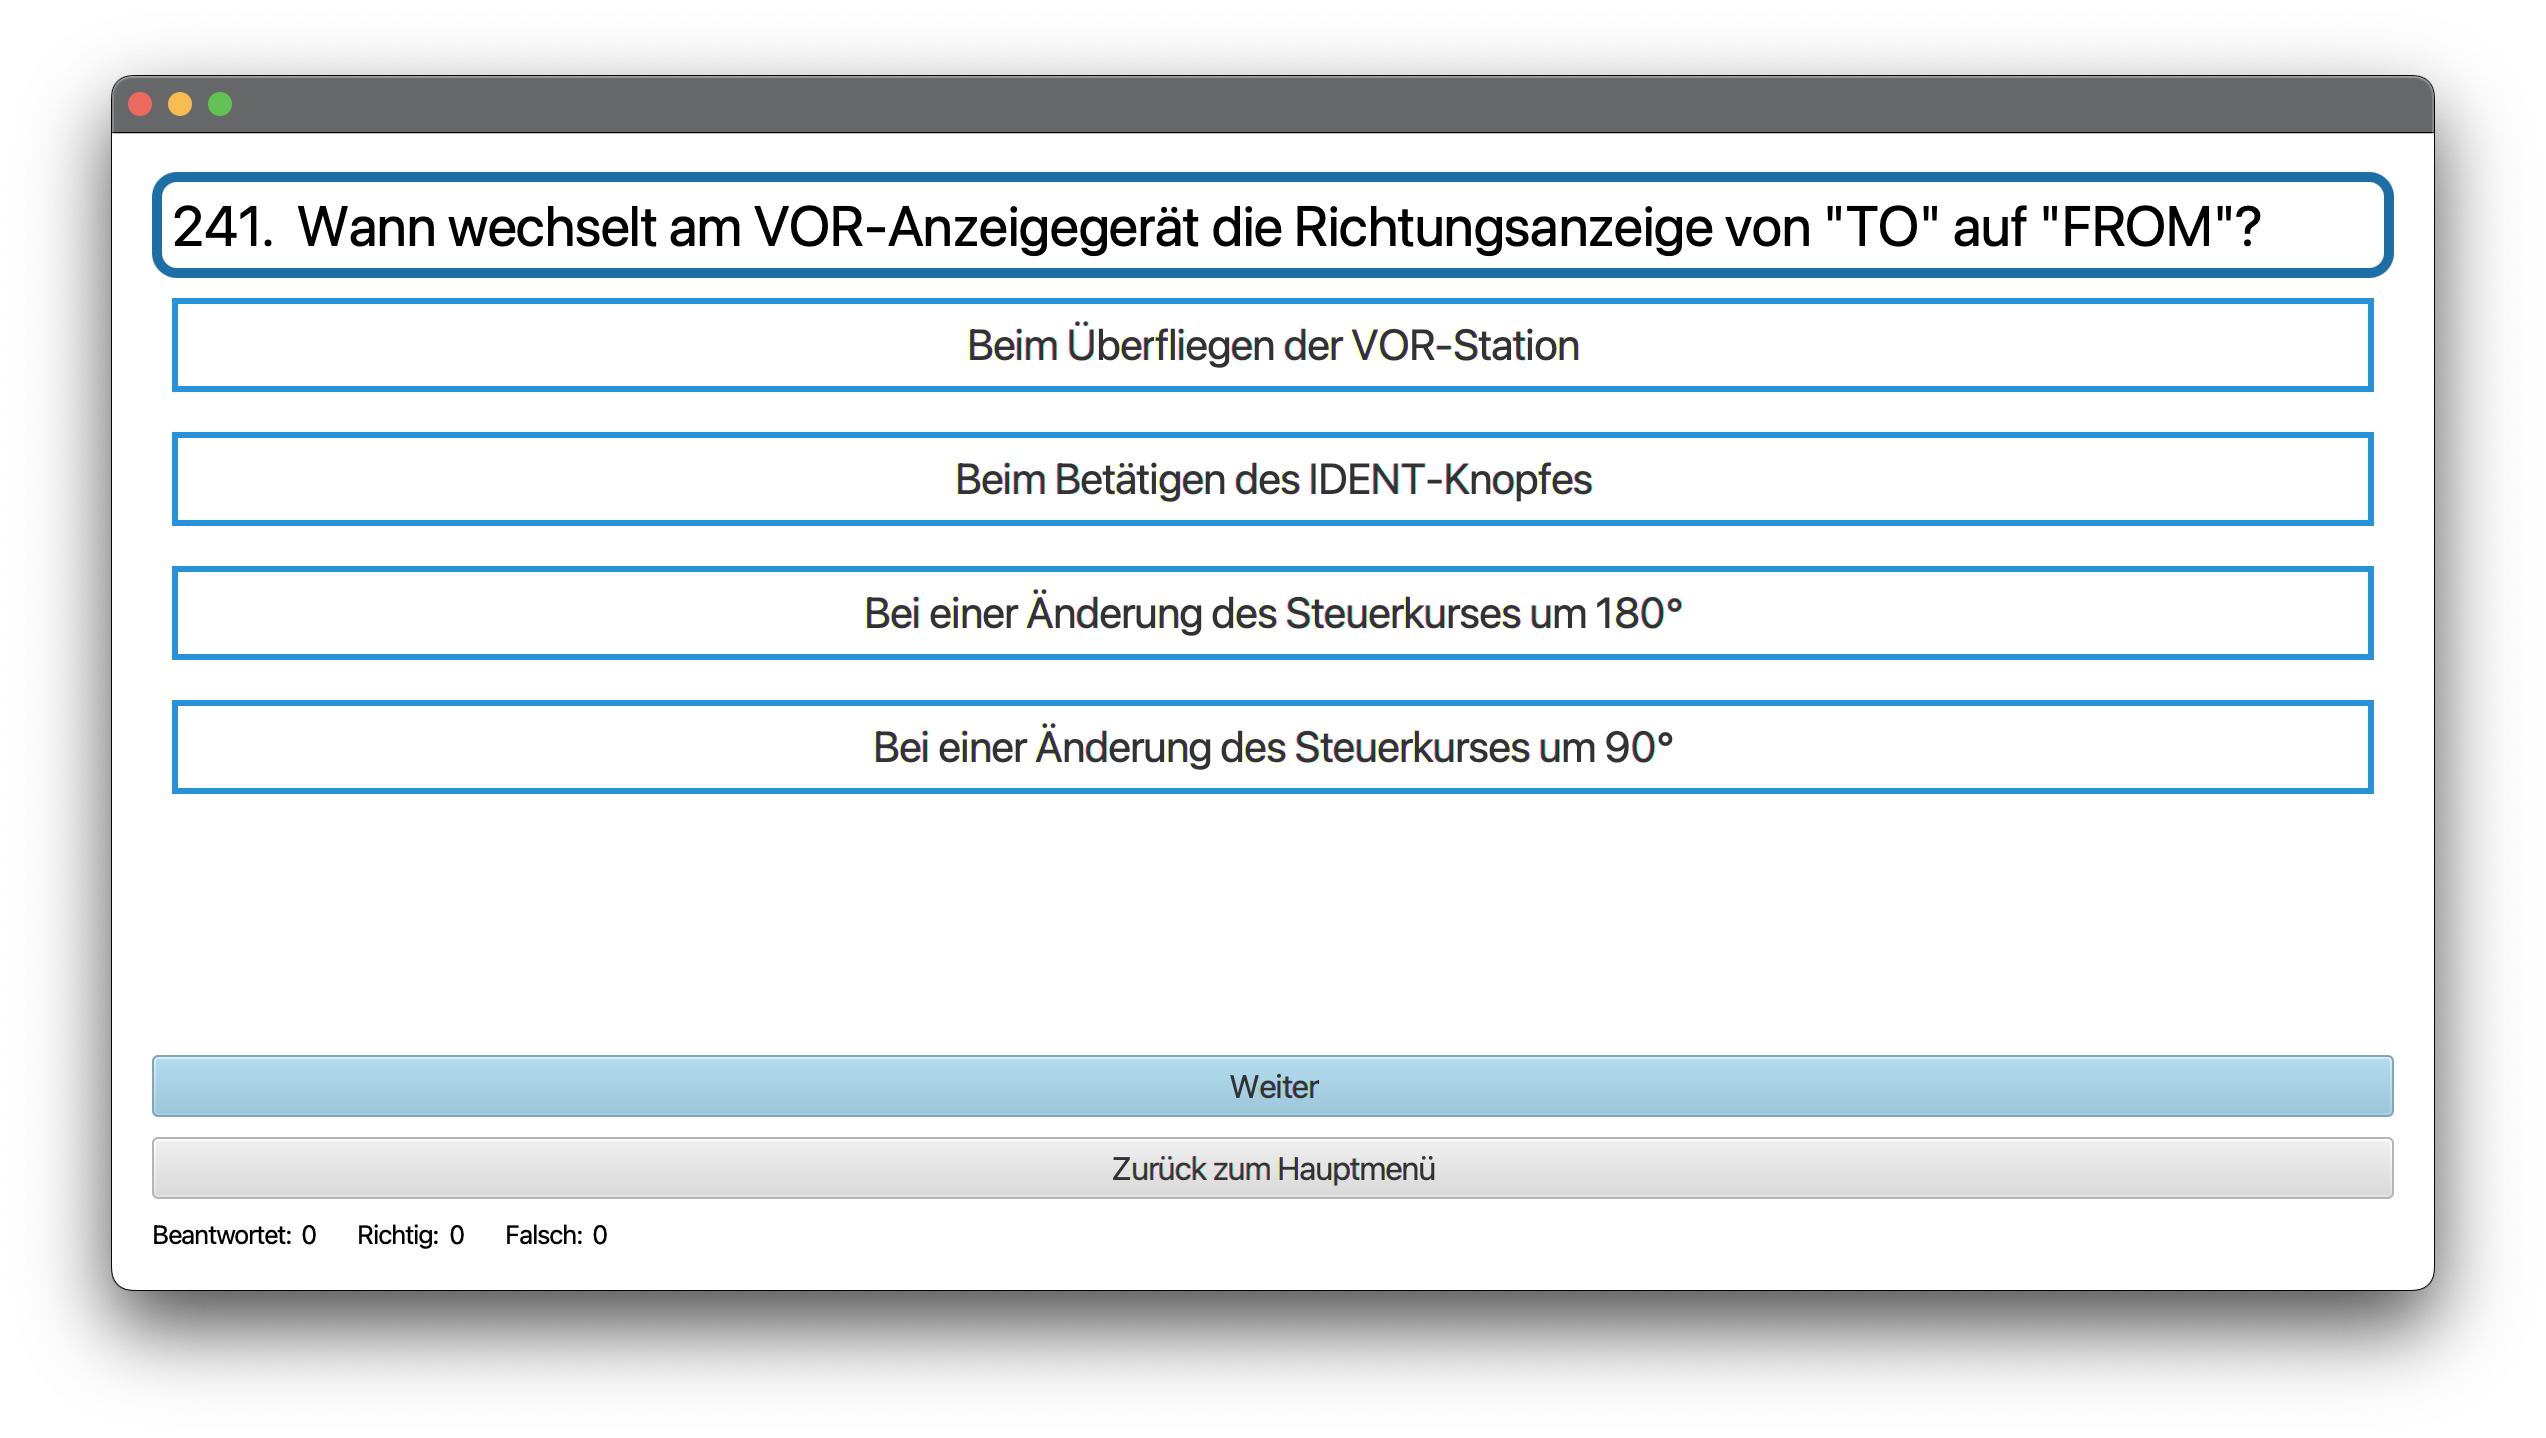 241.  Wann wechselt am VOR-Anzeigegerät die Richtungsanzeige von "TO" auf "FROM"?
Beim Überfliegen der VOR-Station
Beim Betätigen des IDENT-Knopfes
Bei einer Änderung des Steuerkurses um 180°
Bei einer Änderung des Steuerkurses um 90°
Weiter
Zurück zum Hauptmenü
Beantwortet: 0 Richtig: 0 Falsch: 0